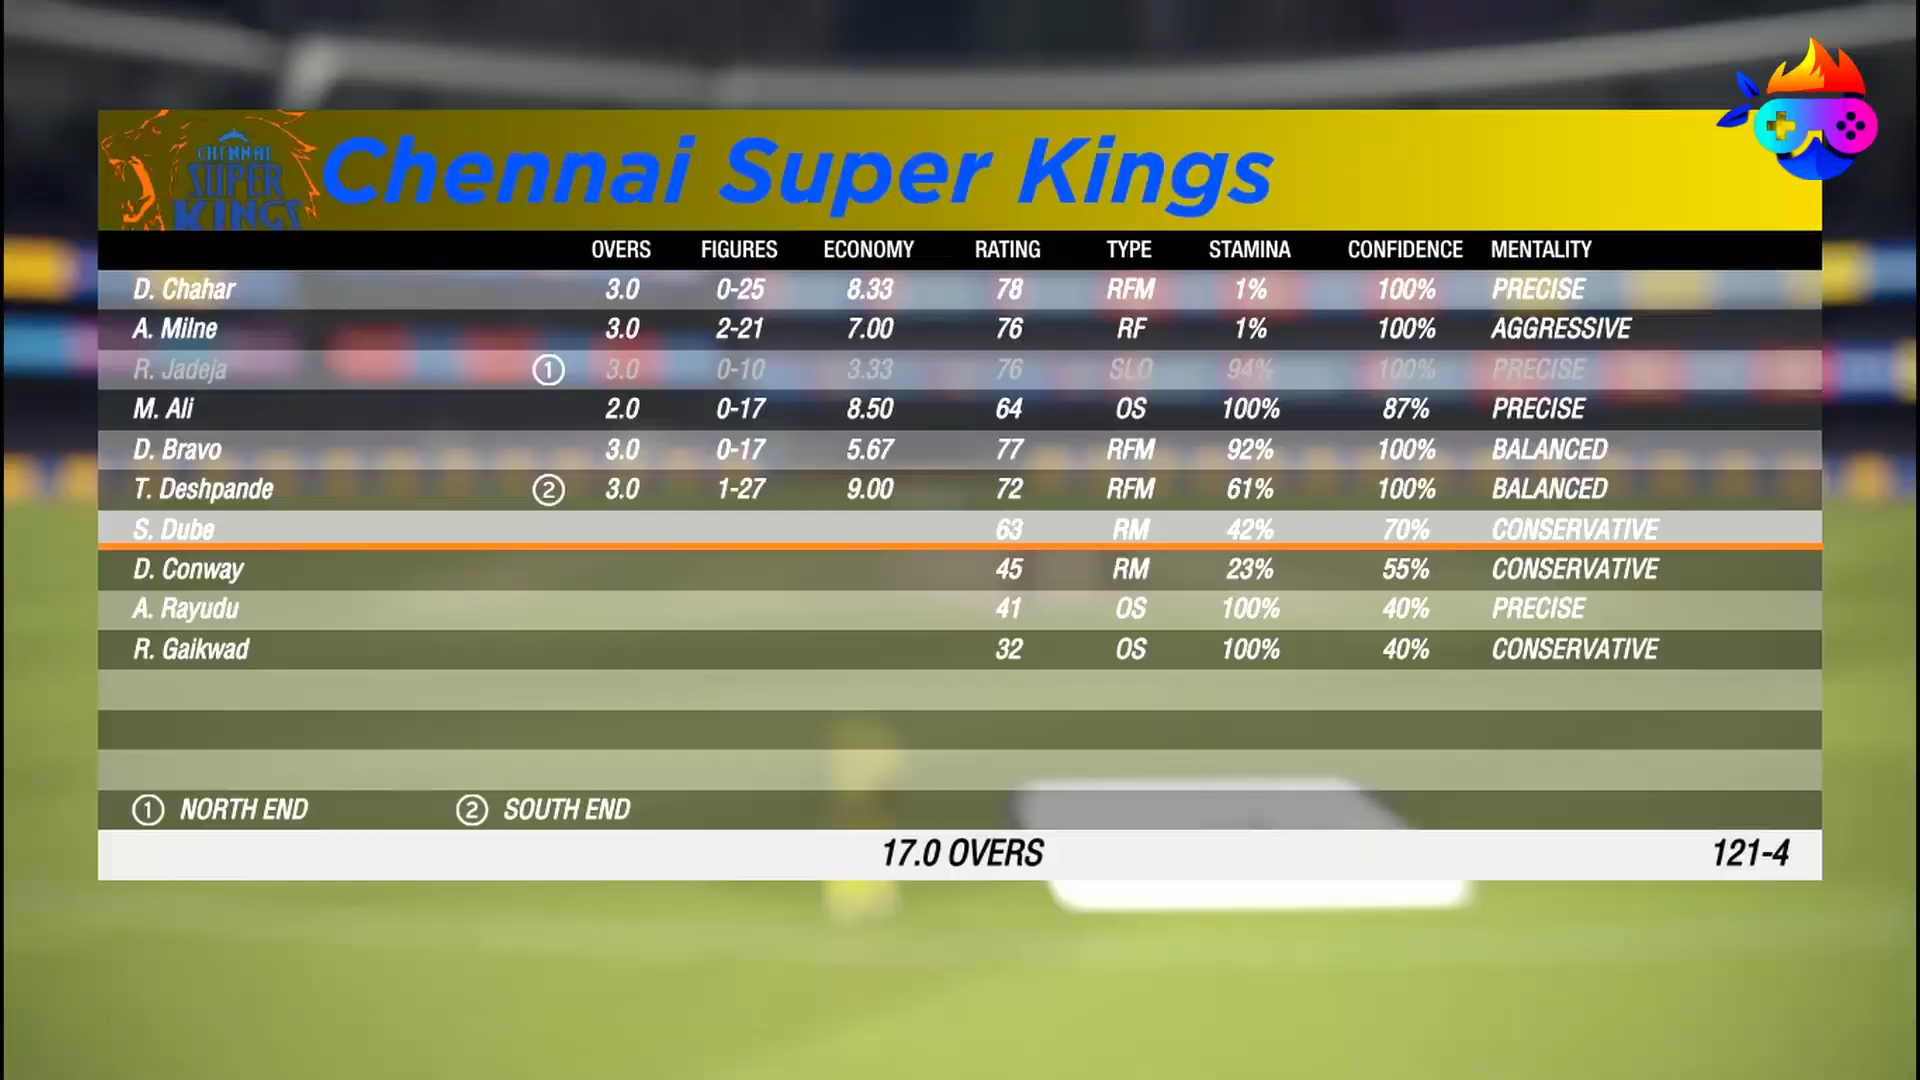 CHENNAI
SUPER
KINGS
Chennai Super Kings
OVERS FIGURES ECONOMY RATING TYPE STAMINA CONFIDENCE MENTALITY
D. Chahar 3.0 0-25 8.33 78 RFM 1% 100% PRECISE
A. Milne 3.0 2-21 7.00 76 RF 1% 100% AGGRESSIVE
R. Jadeja 1 3.0 0-10 3.33 76 SLO 94% 100% PRECISE
M. Ali 2.0 0-17 8.50 64 OS 100% 87% PRECISE
D. Bravo 3.0 0-17 5.67 77 RFM 92% 100% BALANCED
T. Deshpande 2 3.0 1-27 9.00 72 RFM 61% 100% BALANCED
S. Dube 63 RM 42% 70% CONSERVATIVE
D. Conway 45 RM 23% 55% CONSERVATIVE
A. Rayudu 41 OS 100% 40% PRECISE
R. Gaikwad 32 OS 100% 40% CONSERVATIVE
1 NORTH END 2 SOUTH END
17.0 OVERS 121-4